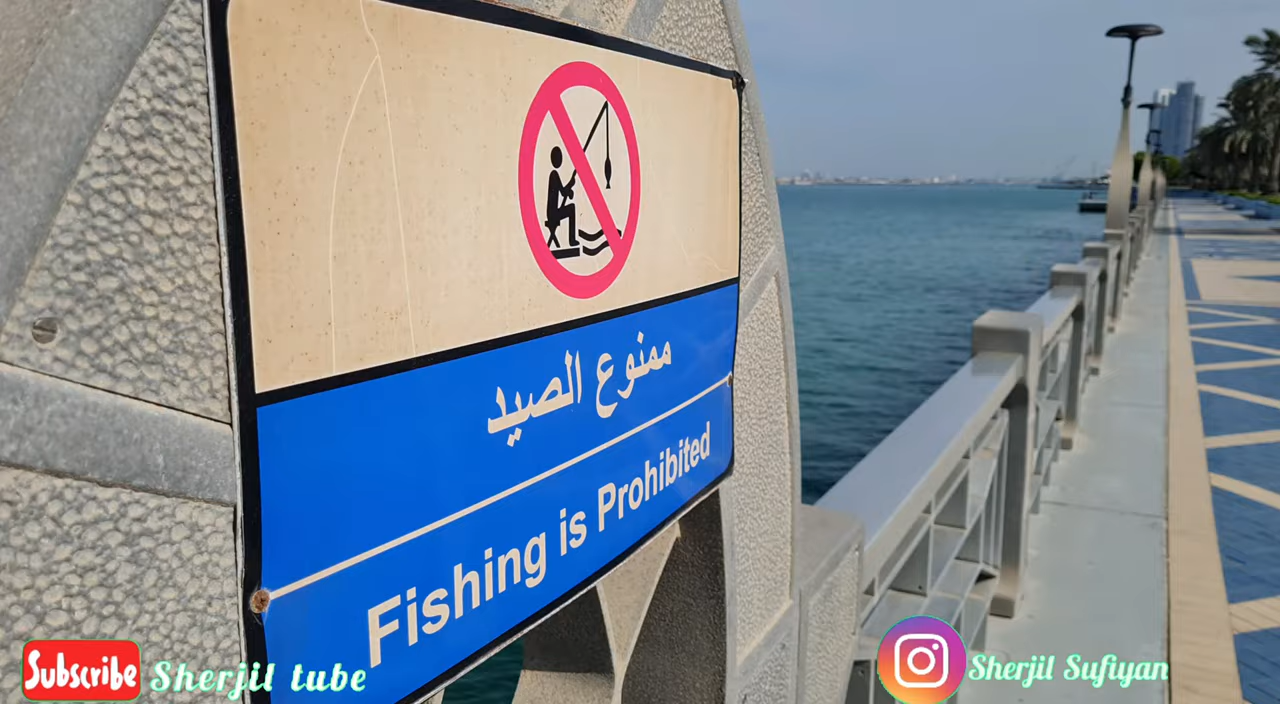 ممنوع الصيد
Fishing is Prohibited
Subscribe
Sherjil tube
Sherjil Sufiyan